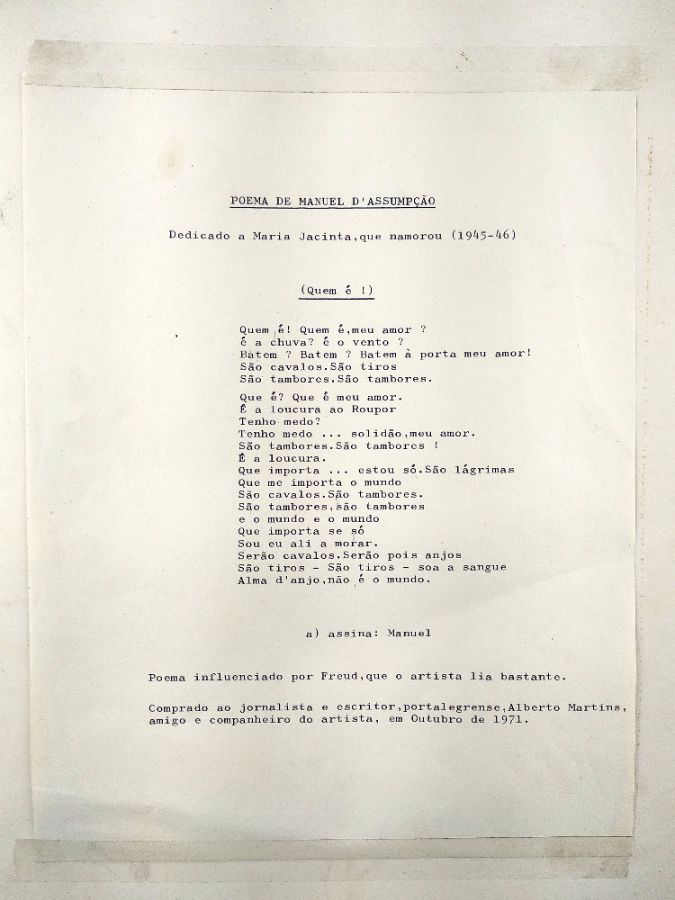 POEMA DE MANUEL D'ASSUMPÇÃO
Dedicado a Maria Jacinta,que namorou (1945-46)
(Quem é !)
Quem é! Quem é,meu amor ?
é a chuva? é o vento ?
Batem ? Batem ? Batem à porta meu amor!
São cavalos.São tiros
São tambores.São tambores.
Que é? Que é meu amor.
É a loucura ao Roupor
Tenho medo?
Tenho medo ... solidão,meu amor.
São tambores.São tambores !
É a loucura.
Que importa ... estou só.São lágrimas
Que me importa o mundo
São cavalos.São tambores.
São tambores,são tambores
e o mundo e o mundo
Que importa se só
Sou eu ali a morar.
Serão cavalos.Serão pois anjos
São tiros - São tiros - soa a sangue
Alma d'anjo,não é o mundo.
a) assina: Manuel
Poema influenciado por Freud,que o artista lia bastante.
Comprado ao jornalista e escritor,portalegrense,Alberto Martins,
amigo e companheiro do artista, em Outubro de 1971.